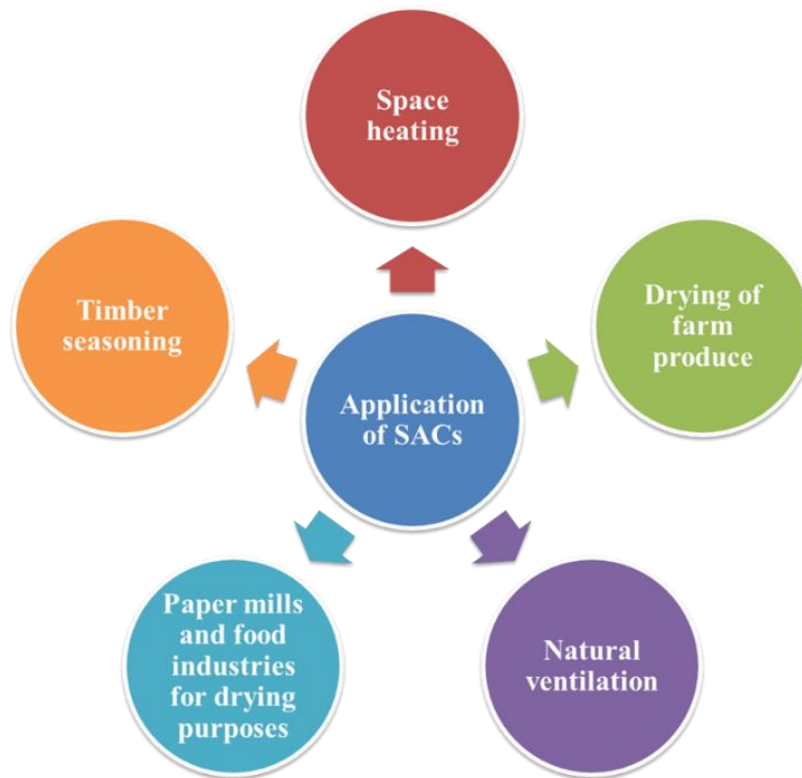 Space
heating
Drying of
farm
produce
Natural
ventilation
Paper mills
and food
industries
for drying
purposes
Timber
seasoning
Application
of SACs